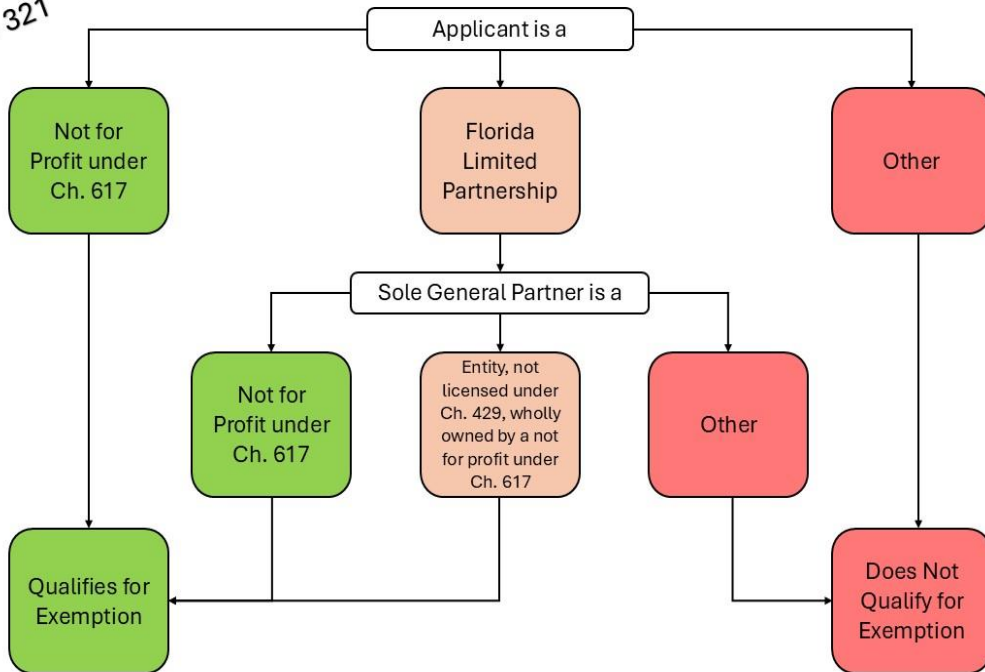 321
Applicant is a
Not for
Profit under
Ch. 617
Florida
Limited
Partnership
Other
Sole General Partner is a
Not for
Profit under
Ch. 617
Entity, not
licensed under
Ch. 429, wholly
owned by a not
for profit under
Ch. 617
Other
Qualifies for
Exemption
Does Not
Qualify for
Exemption